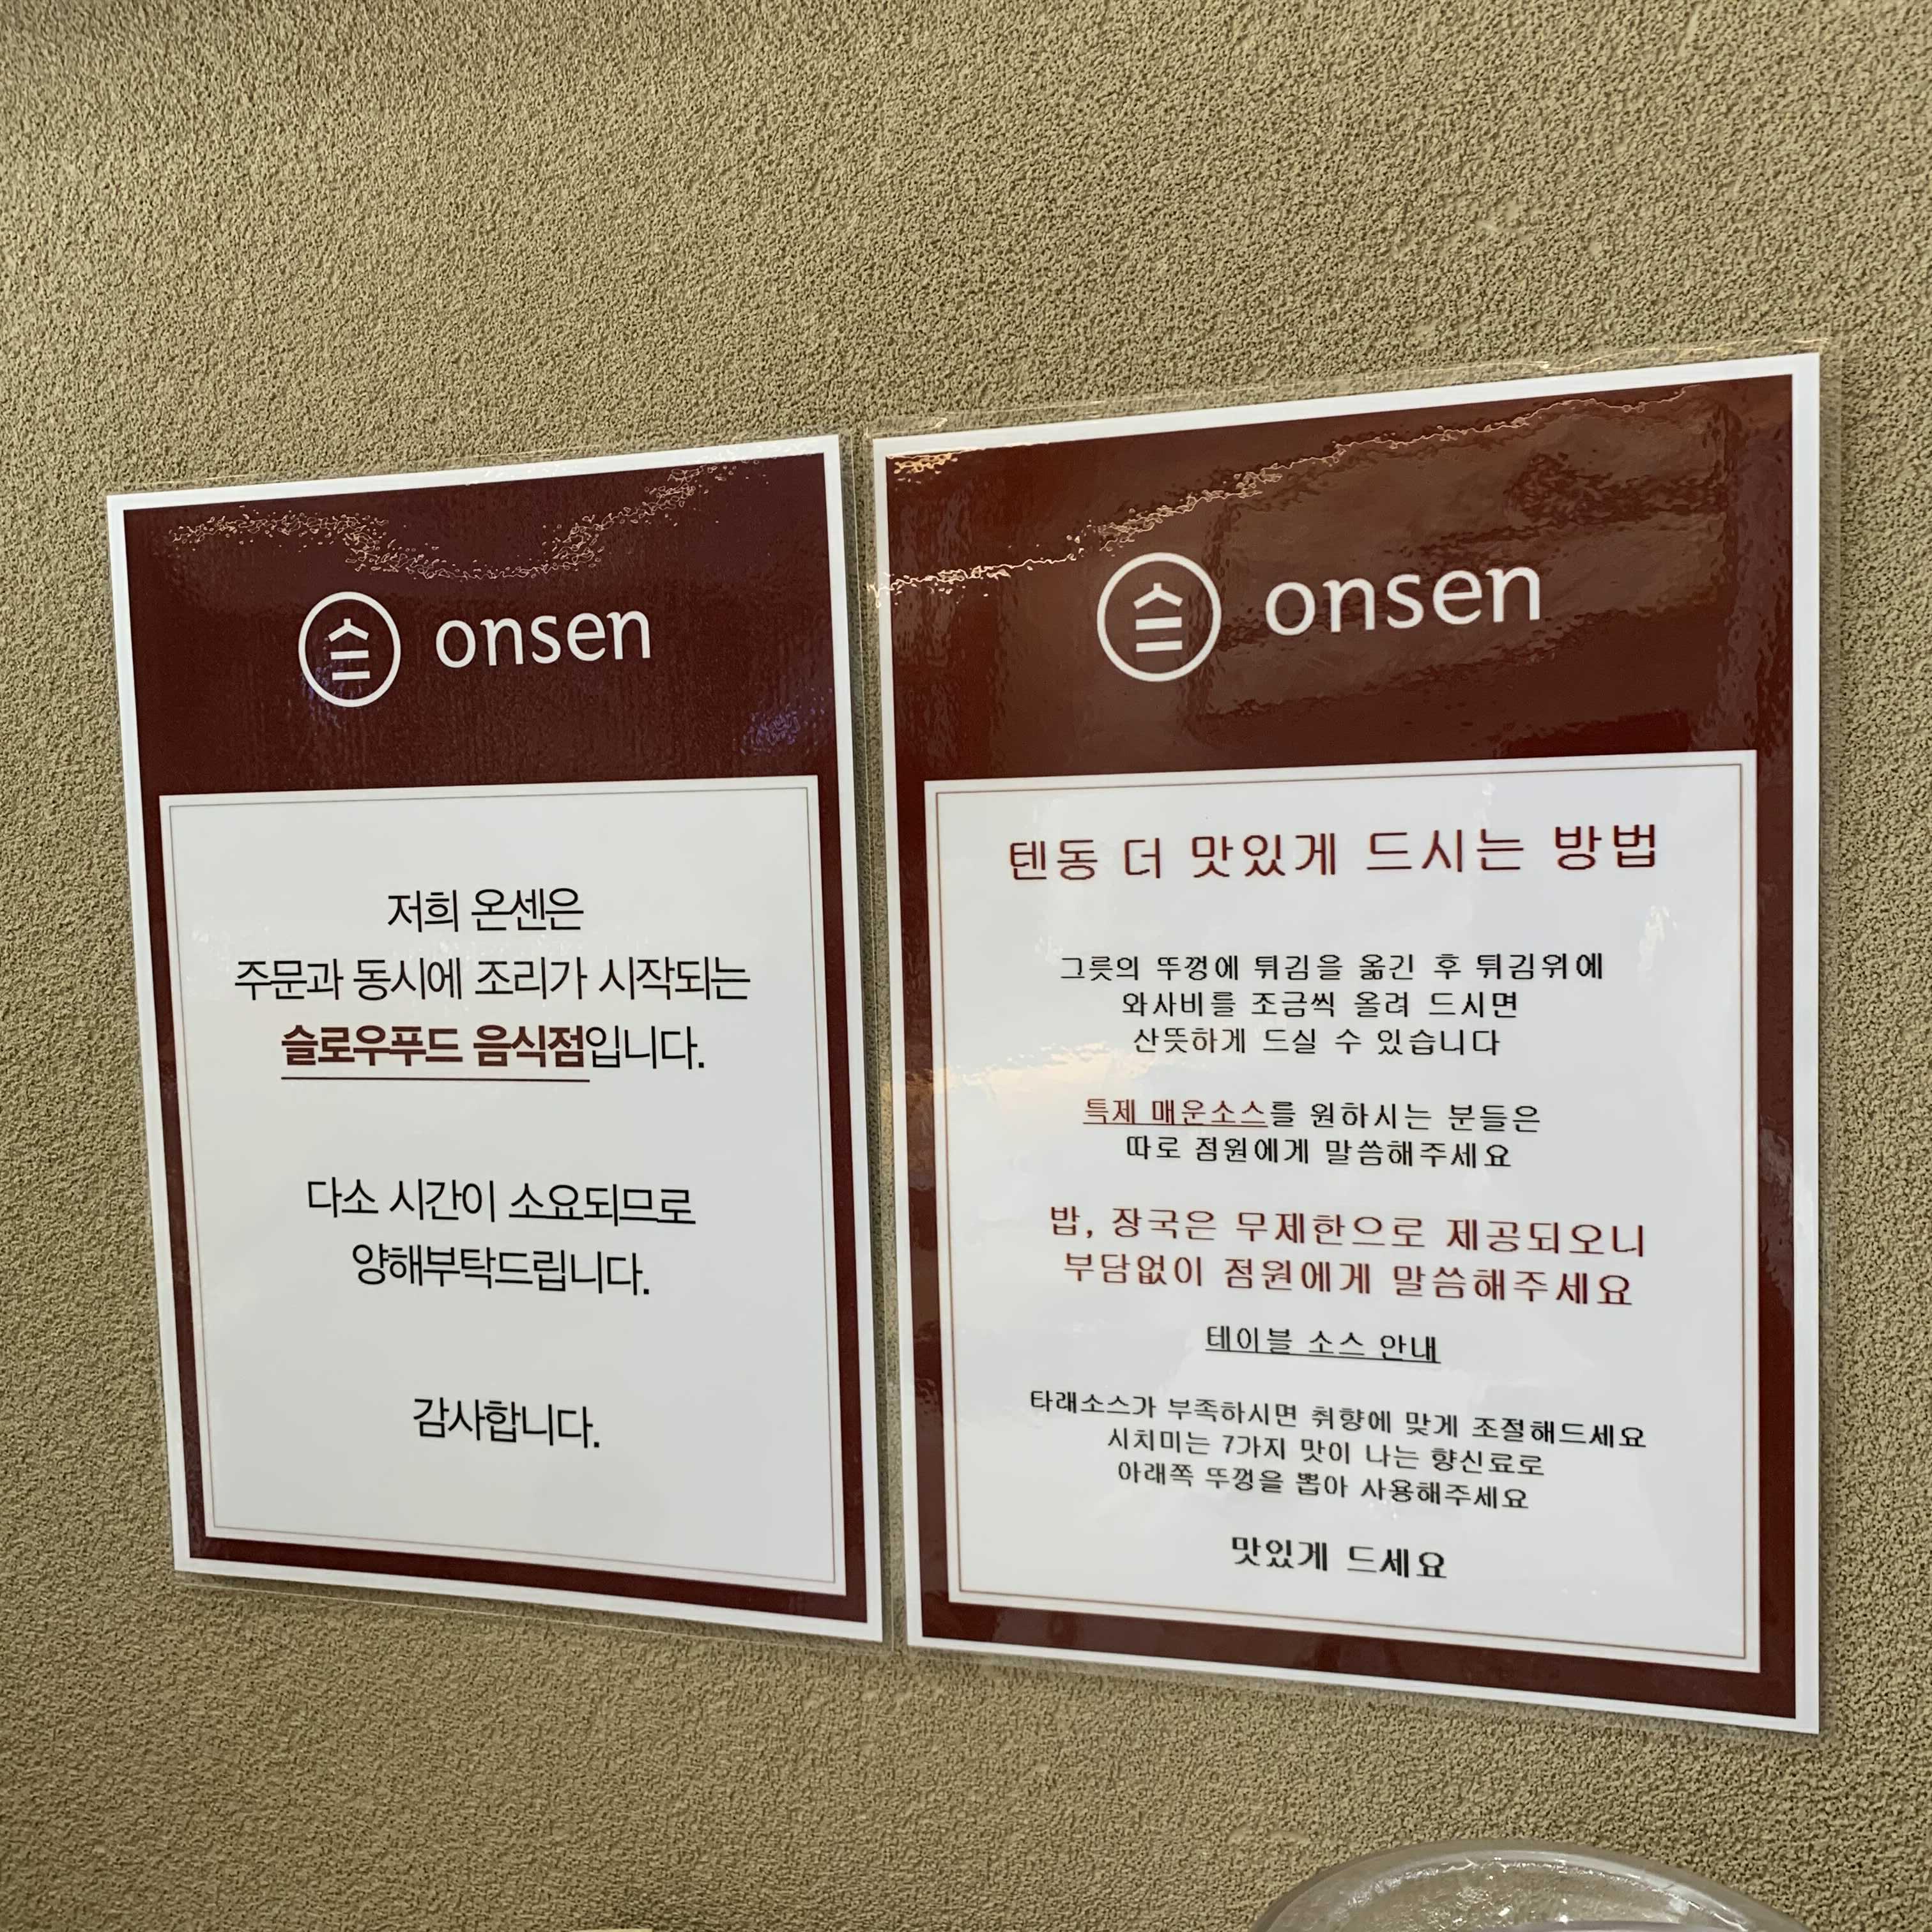 onsen
저희 온센은
주문과 동시에 조리가 시작되는
슬로우푸드 음식점입니다.
다소 시간이 소요되므로
양해부탁드립니다.
감사합니다.
onsen
텐동 더 맛있게 드시는 방법
그릇의 뚜껑에 튀김을 옮긴 후 튀김위에
와사비를 조금씩 올려 드시면
산뜻하게 드실 수 있습니다
특제 매운소스를 원하시는 분들은
따로 점원에게 말씀해주세요
밥, 장국은 무제한으로 제공되오니
부담없이 점원에게 말씀해주세요
테이블 소스 안내
타래소스가 부족하시면 취향에 맞게 조절해드세요
시치미는 7가지 맛이 나는 향신료로
아래쪽 뚜껑을 뽑아 사용해주세요
맛있게 드세요